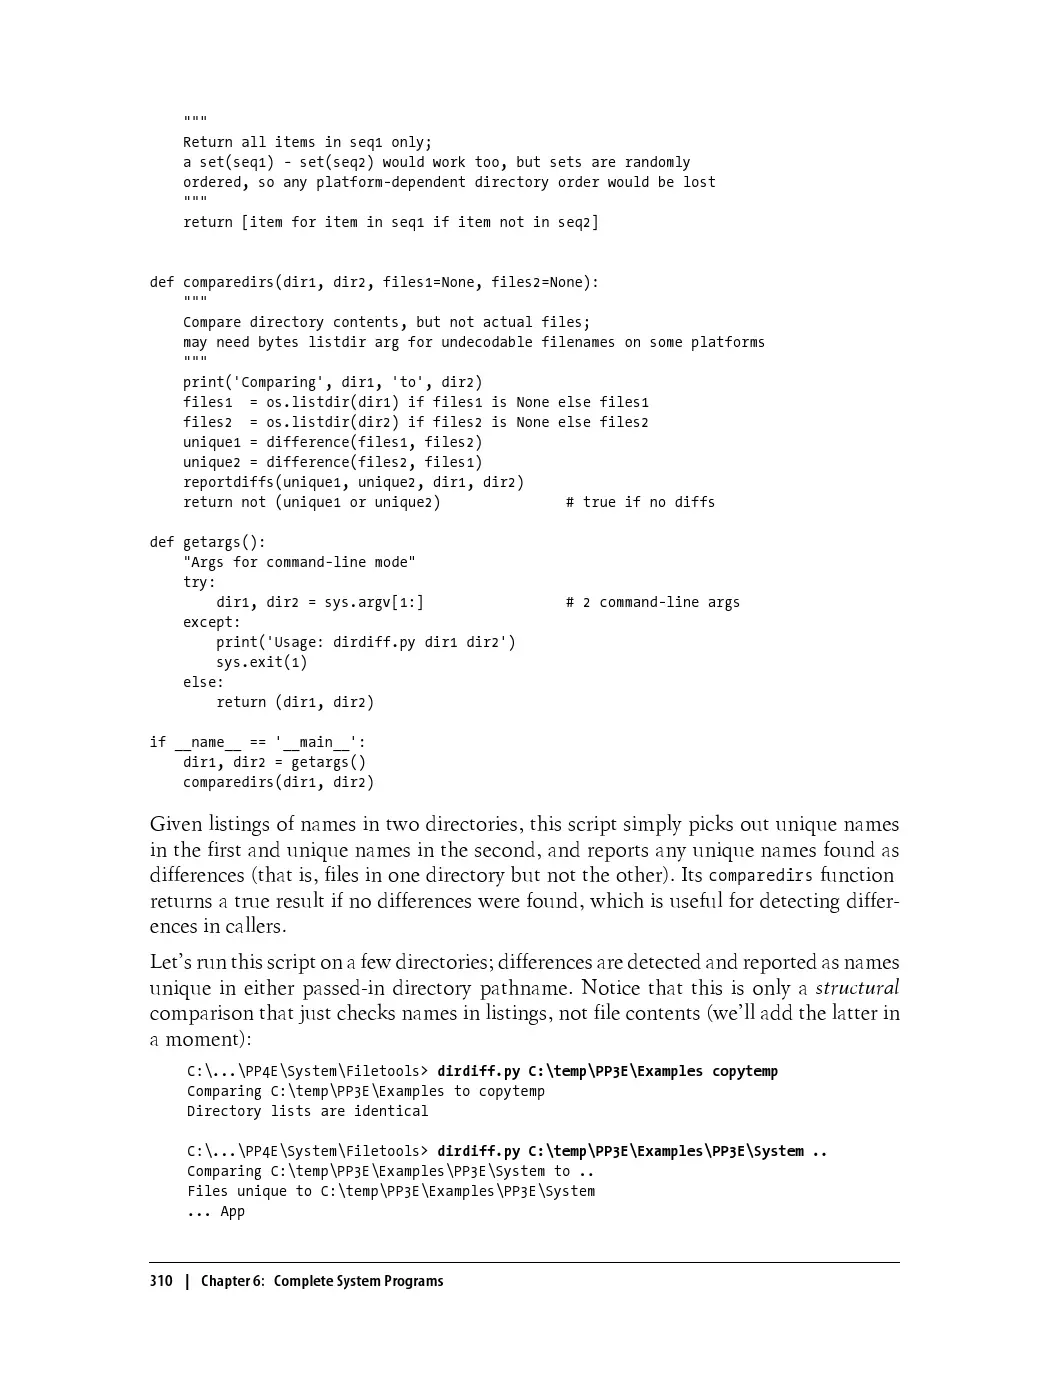 """
    Return all items in seq1 only;
    a set(seq1) - set(seq2) would work too, but sets are randomly
    ordered, so any platform-dependent directory order would be lost
    """
    return [item for item in seq1 if item not in seq2]


def comparedirs(dir1, dir2, files1=None, files2=None):
    """
    Compare directory contents, but not actual files;
    may need bytes listdir arg for undecodable filenames on some platforms
    """
    print('Comparing', dir1, 'to', dir2)
    files1  = os.listdir(dir1) if files1 is None else files1
    files2  = os.listdir(dir2) if files2 is None else files2
    unique1 = difference(files1, files2)
    unique2 = difference(files2, files1)
    reportdiffs(unique1, unique2, dir1, dir2)
    return not (unique1 or unique2)               # true if no diffs

def getargs():
    "Args for command-line mode"
    try:
        dir1, dir2 = sys.argv[1:]                 # 2 command-line args
    except:
        print('Usage: dirdiff.py dir1 dir2')
        sys.exit(1)
    else:
        return (dir1, dir2)

if __name__ == '__main__':
    dir1, dir2 = getargs()
    comparedirs(dir1, dir2)

Given listings of names in two directories, this script simply picks out unique names
in the first and unique names in the second, and reports any unique names found as
differences (that is, files in one directory but not the other). Its comparedirs function
returns a true result if no differences were found, which is useful for detecting differ-
ences in callers.
Let's run this script on a few directories; differences are detected and reported as names
unique in either passed-in directory pathname. Notice that this is only a structural
comparison that just checks names in listings, not file contents (we'll add the latter in
a moment):
C:\...\PP4E\System\Filetools> dirdiff.py C:\temp\PP3E\Examples copytemp
Comparing C:\temp\PP3E\Examples to copytemp
Directory lists are identical

C:\...\PP4E\System\Filetools> dirdiff.py C:\temp\PP3E\Examples\PP3E\System ..
Comparing C:\temp\PP3E\Examples\PP3E\System to ..
Files unique to C:\temp\PP3E\Examples\PP3E\System
... App

310 | Chapter 6: Complete System Programs